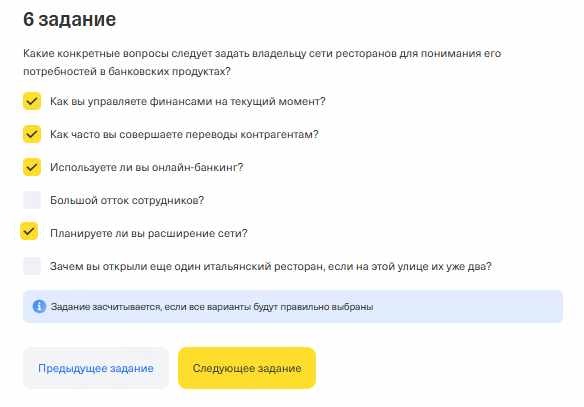 6 задание
Какие конкретные вопросы следует задать владельцу сети ресторанов для понимания его
потребностей в банковских продуктах?
Как вы управляете финансами на текущий момент?
Как часто вы совершаете переводы контрагентам?
Используете ли вы онлайн-банкинг?
Большой отток сотрудников?
Планируете ли вы расширение сети?
Зачем вы открыли еще один итальянский ресторан, если на этой улице их уже два?
Задание засчитывается, если все варианты будут правильно выбраны
Предыдущее задание
Следующее задание